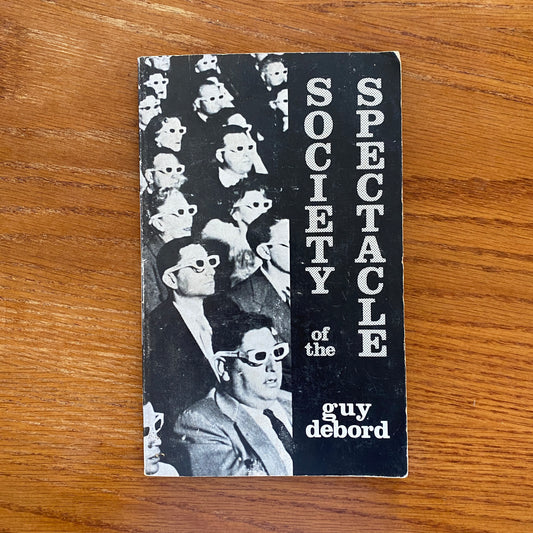 SOCIETY
of the
SPECTACLE
guy
debord